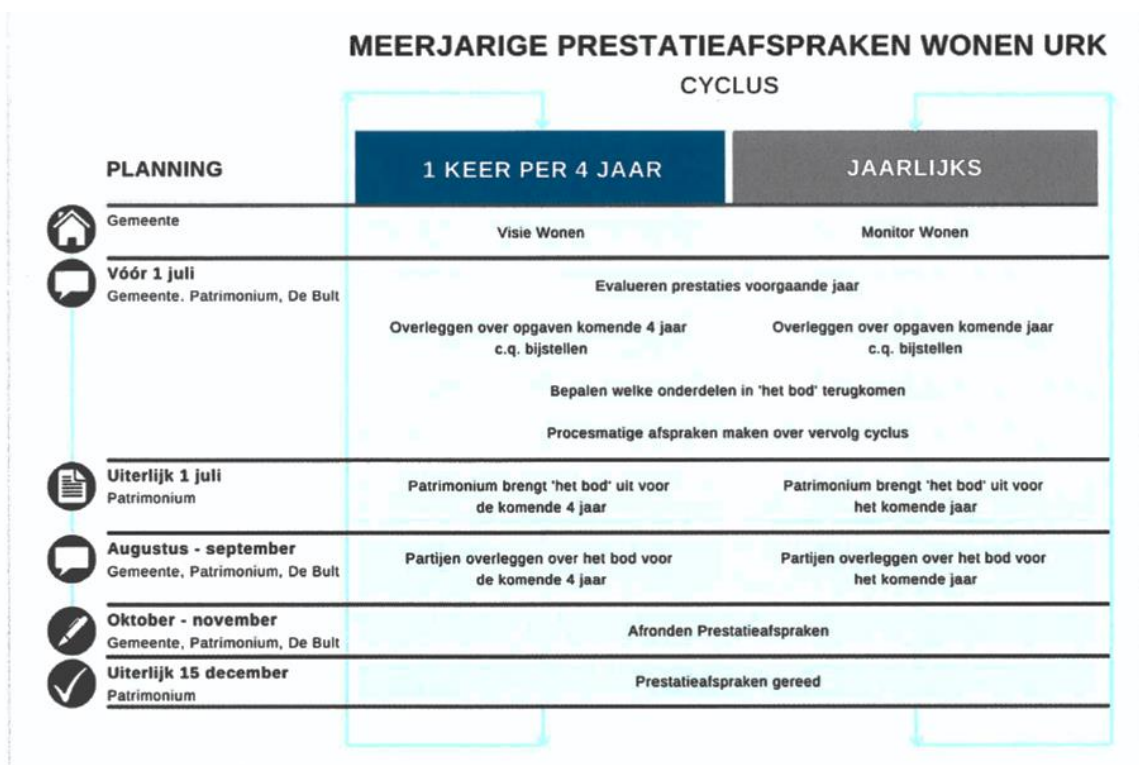 MEERJARIGE PRESTATIEAFSPRAKEN WONEN URK
CYCLUS
PLANNING
1 KEER PER 4 JAAR
JAARLIJKS
Gemeente
Visie Wonen
Monitor Wonen
Vóór 1 juli
Gemeente. Patrimonium, De Bult
Evalueren prestaties voorgaande jaar
Overleggen over opgaven komende 4 jaar
c.q. bijstellen
Overleggen over opgaven komende jaar
c.q. bijstellen
Bepalen welke onderdelen in 'het bod' terugkomen
Procesmatige afspraken maken over vervolg cyclus
Uiterlijk 1 juli
Patrimonium
Patrimonium brengt 'het bod' uit voor
de komende 4 jaar
Patrimonium brengt 'het bod' uit voor
het komende jaar
Augustus - september
Gemeente, Patrimonium, De Bult
Partijen overleggen over het bod voor
de komende 4 jaar
Partijen overleggen over het bod voor
het komende jaar
Oktober - november
Gemeente, Patrimonium, De Bult
Afronden Prestatieafspraken
Uiterlijk 15 december
Patrimonium
Prestatieafspraken gereed